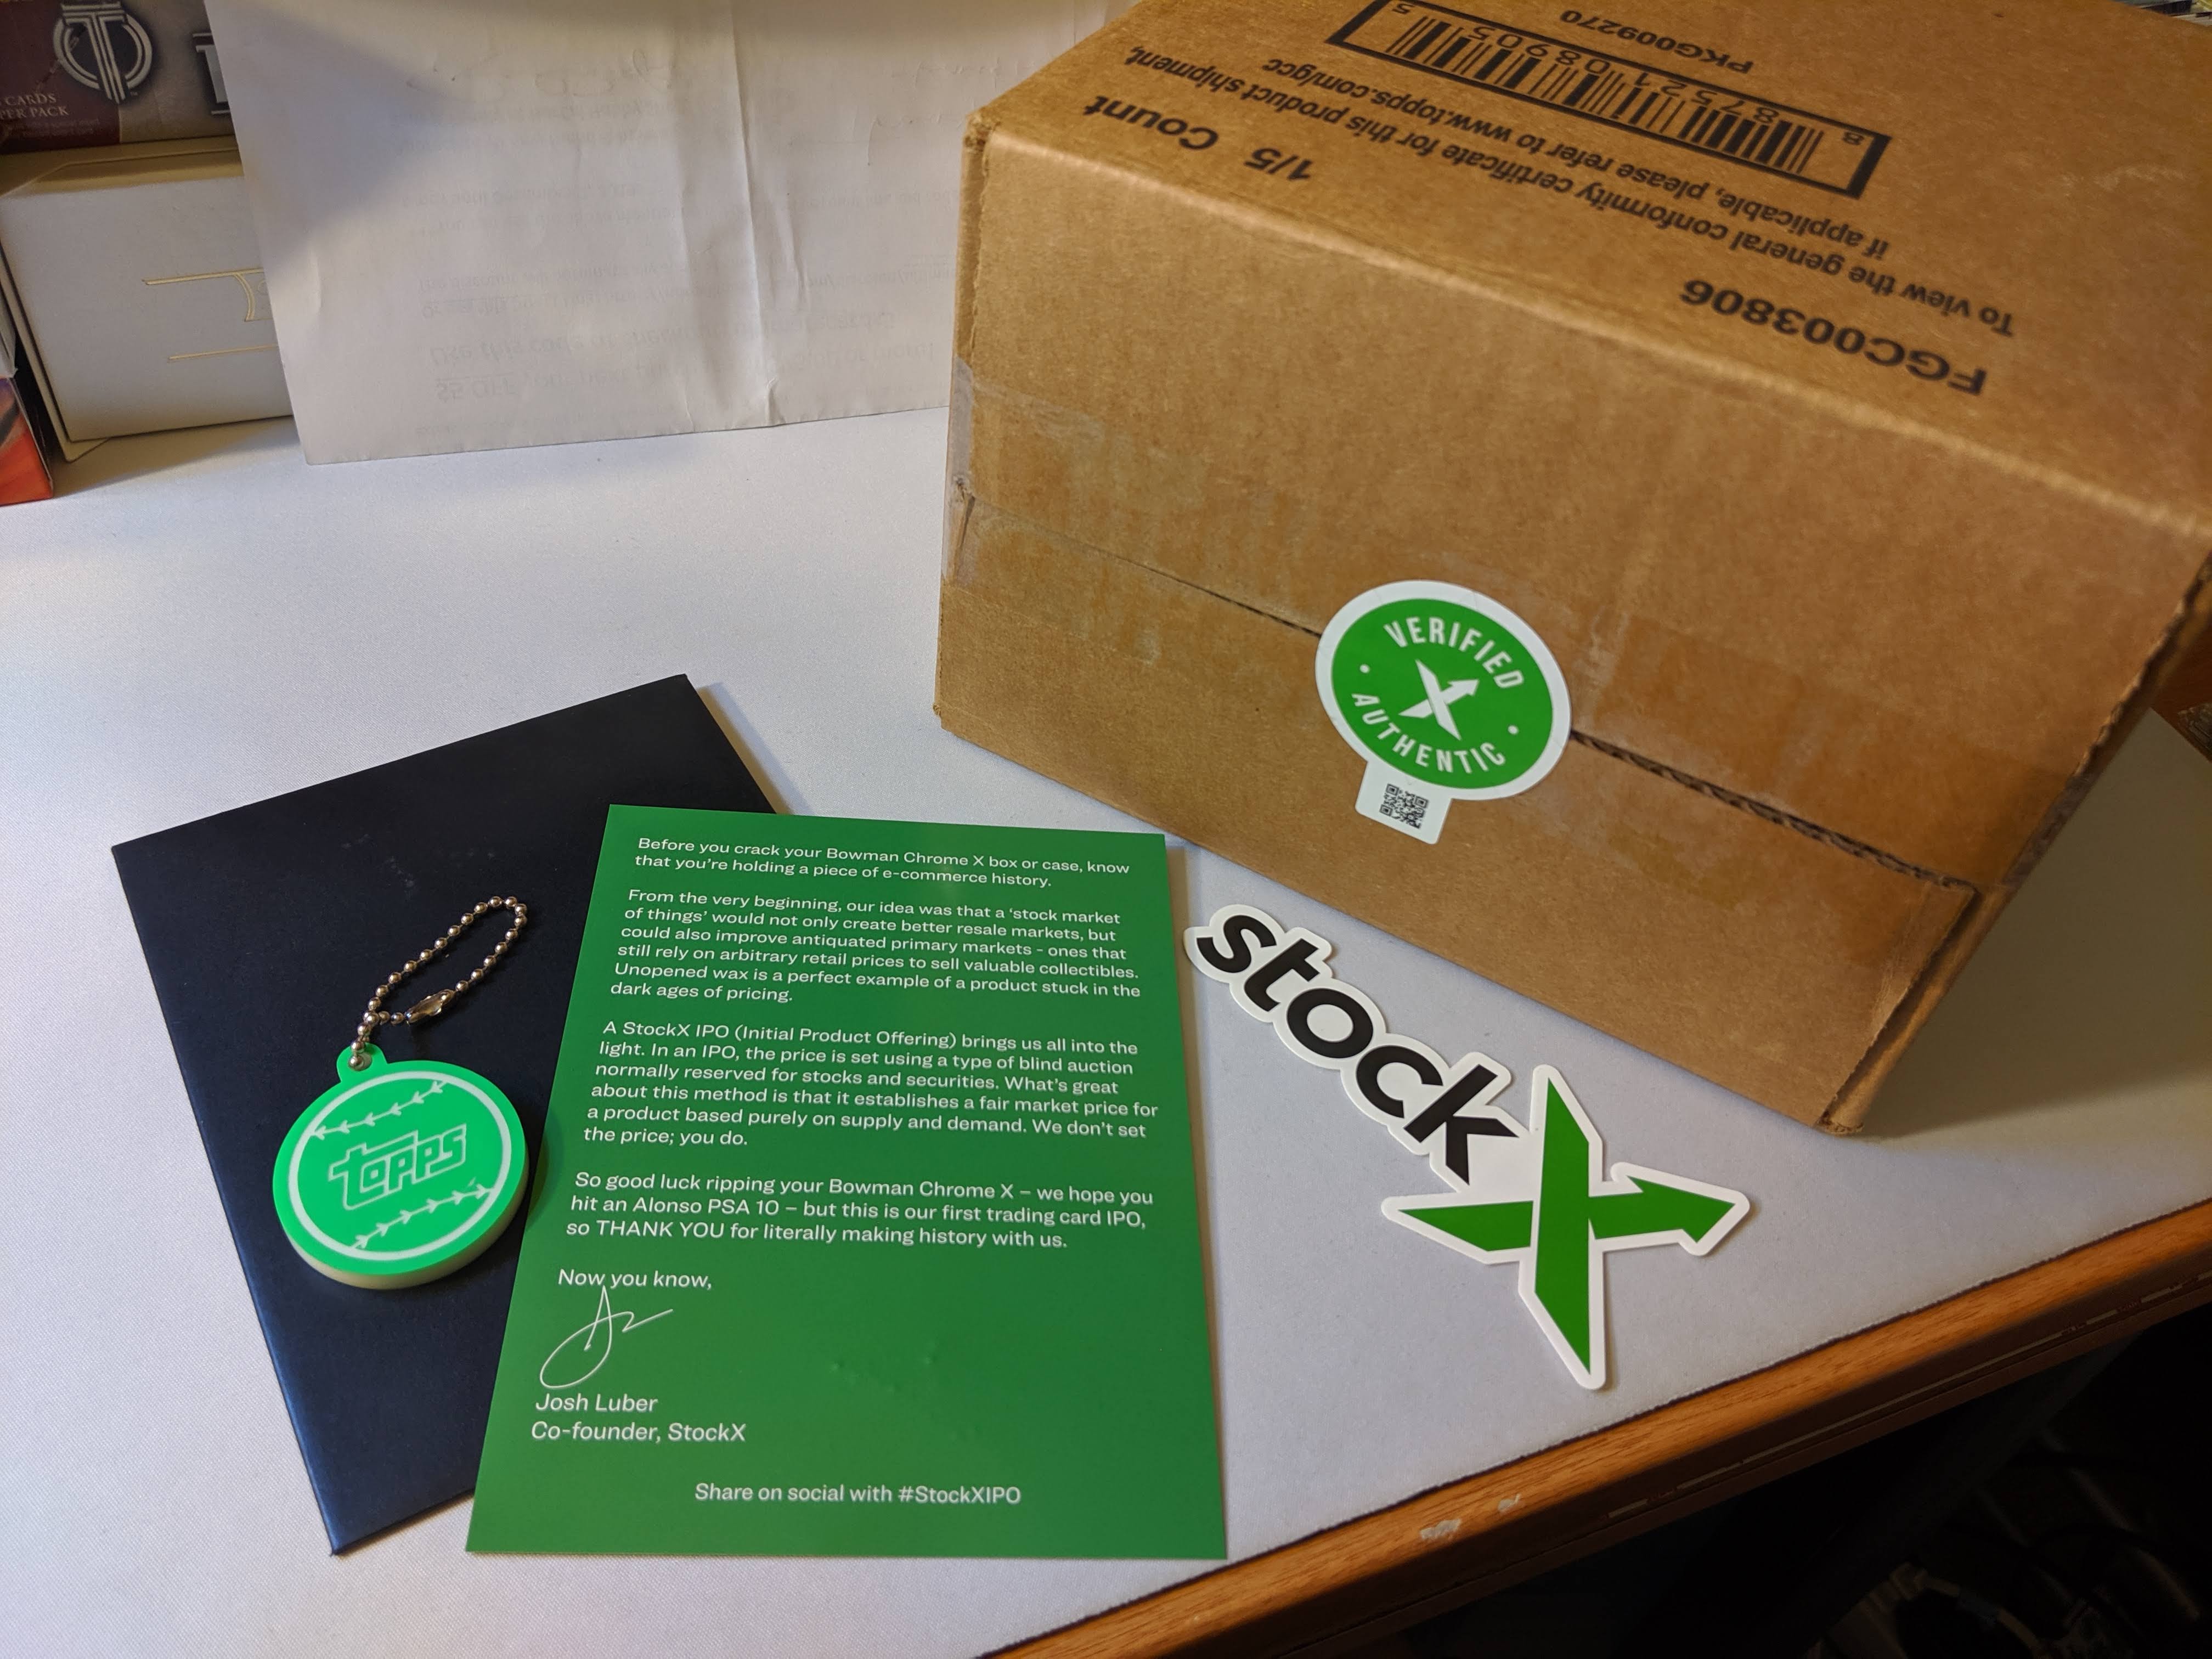 CARDS
PER PACK
$5 OFF
Use this code
PKG009270
8 87521 08905 5
1/5 Count
To view the general conformity certificate for this product shipment,
if applicable, please refer to www.topps.com/gcc
FGC003806
VERIFIED
X
AUTHENTIC
stock
X
topps
Before you crack your Bowman Chrome X box or case, know
that you're holding a piece of e-commerce history.
From the very beginning, our idea was that a 'stock market
of things' would not only create better resale markets, but
could also improve antiquated primary markets - ones that
still rely on arbitrary retail prices to sell valuable collectibles.
Unopened wax is a perfect example of a product stuck in the
dark ages of pricing.
A StockX IPO (Initial Product Offering) brings us all into the
light. In an IPO, the price is set using a type of blind auction
normally reserved for stocks and securities. What's great
about this method is that it establishes a fair market price for
a product based purely on supply and demand. We don't set
the price; you do.
So good luck ripping your Bowman Chrome X – we hope you
hit an Alonso PSA 10 – but this is our first trading card IPO,
so THANK YOU for literally making history with us.
Now you know,
Josh Luber
Co-founder, StockX
Share on social with #StockXIPO